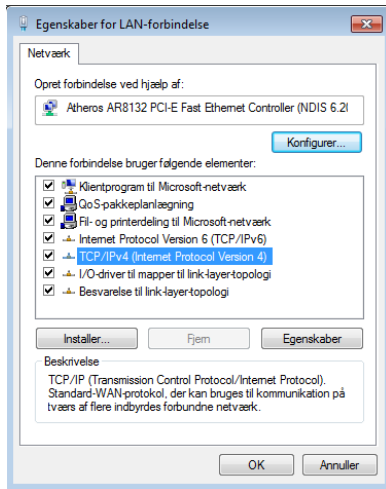 Egenskaber for LAN-forbindelse
Netværk
Opret forbindelse ved hjælp af:
Atheros AR8132 PCI-E Fast Ethernet Controller (NDIS 6.20
Konfigurer...
Denne forbindelse bruger følgende elementer:
Klientprogram til Microsoft-netværk
QoS-pakkeplanlægning
Fil- og printerdeling til Microsoft-netværk
Internet Protocol Version 6 (TCP/IPv6)
TCP/IPv4 (Internet Protocol Version 4)
I/O-driver til mapper til link-layer-topologi
Besvarelse til link-layer-topologi
Installer...
Fjern
Egenskaber
Beskrivelse
TCP/IP (Transmission Control Protocol/Internet Protocol).
Standard-WAN-protokol, der kan bruges til kommunikation på
tværs af flere indbyrdes forbundne netværk.
OK
Annuller